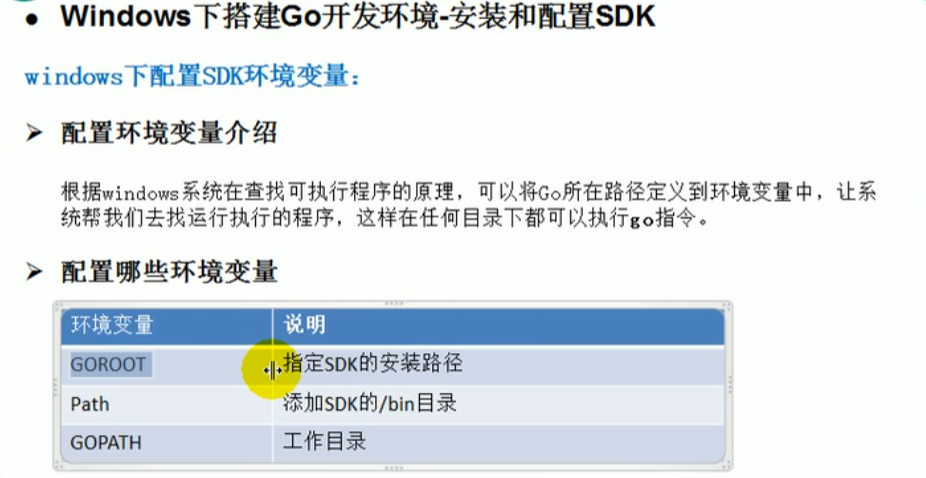 ● Windows下搭建Go开发环境-安装和配置SDK
windows下配置SDK环境变量:
➢ 配置环境变量介绍
根据windows系统在查找可执行程序的原理，可以将Go所在路径定义到环境变量中，让系
统帮我们去找运行执行的程序，这样在任何目录下都可以执行go指令。
➢ 配置哪些环境变量
环境变量 说明
GOROOT 指定SDK的安装路径
Path 添加SDK的/bin目录
GOPATH 工作目录